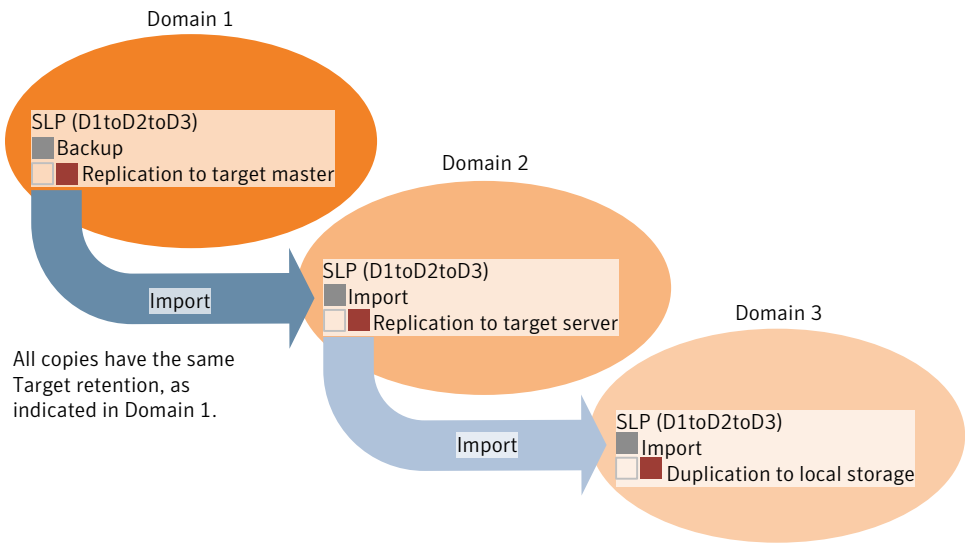 Domain 1
SLP (D1toD2toD3)
Backup
Replication to target master
Import
Domain 2
SLP (D1toD2toD3)
Import
Replication to target server
All copies have the same
Target retention, as
indicated in Domain 1.
Import
Domain 3
SLP (D1toD2toD3)
Import
Duplication to local storage